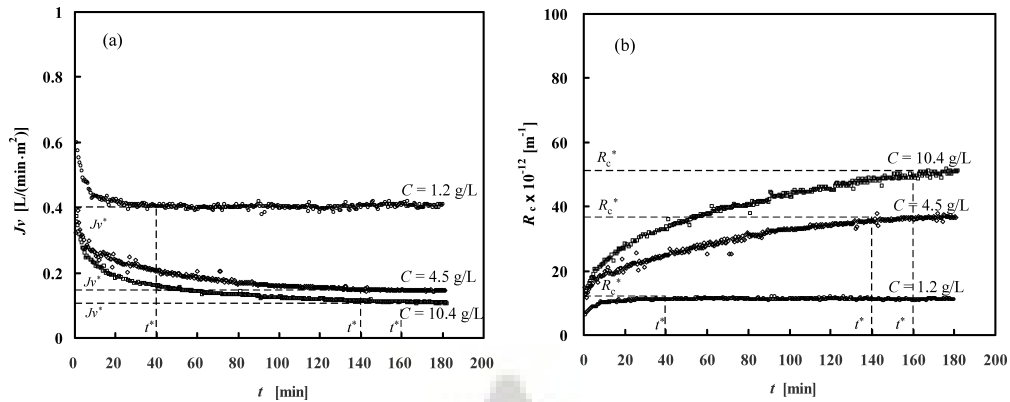 (a)
Jv [L/(min·m²)]
1
0.8
0.6
0.4
0.2
0
C = 1.2 g/L
Jv*
C = 4.5 g/L
Jv*
Jv*
C = 10.4 g/L
t*
t*
t*
0 20 40 60 80 100 120 140 160 180 200
t [min]
(b)
R c x 10⁻¹² [m⁻¹]
100
80
60
40
20
0
Rc*
C = 10.4 g/L
Rc*
C = 4.5 g/L
Rc*
C = 1.2 g/L
t*
t*
t*
0 20 40 60 80 100 120 140 160 180 200
t [min]